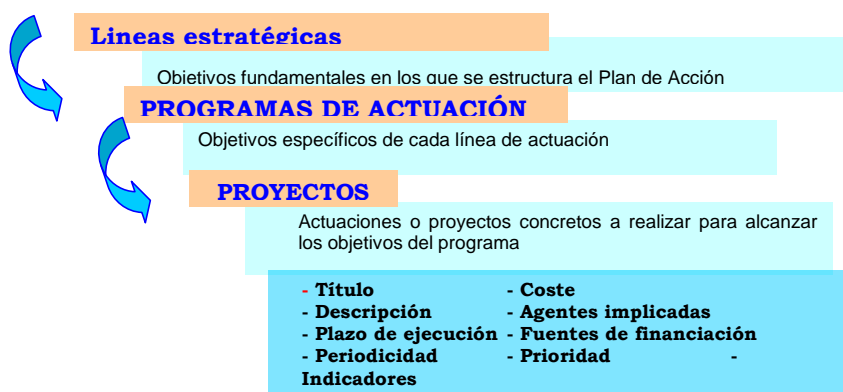 Lineas estratégicas
Objetivos fundamentales en los que se estructura el Plan de Acción
PROGRAMAS DE ACTUACIÓN
Objetivos específicos de cada línea de actuación
PROYECTOS
Actuaciones o proyectos concretos a realizar para alcanzar
los objetivos del programa
- Título - Coste
- Descripción - Agentes implicadas
- Plazo de ejecución - Fuentes de financiación
- Periodicidad - Prioridad -
Indicadores